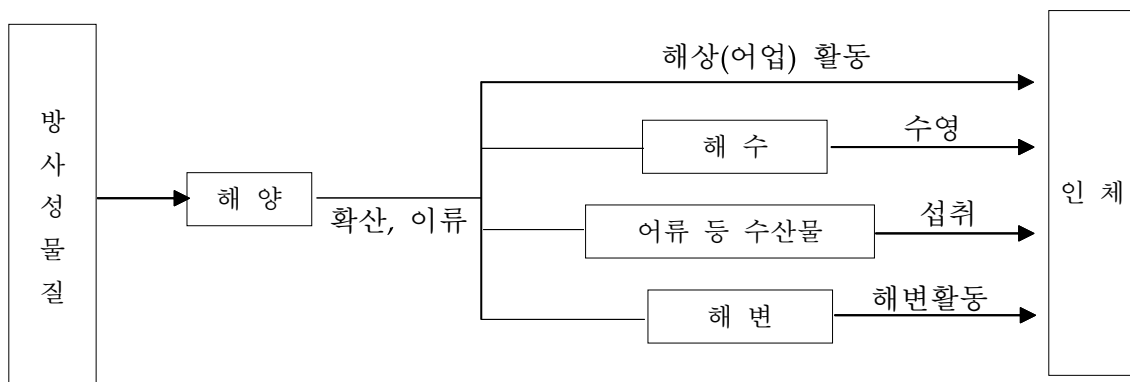 방사성물질
해 양
확산, 이류
해상(어업) 활동
해 수
수영
어류 등 수산물
섭취
해 변
해변활동
인 체